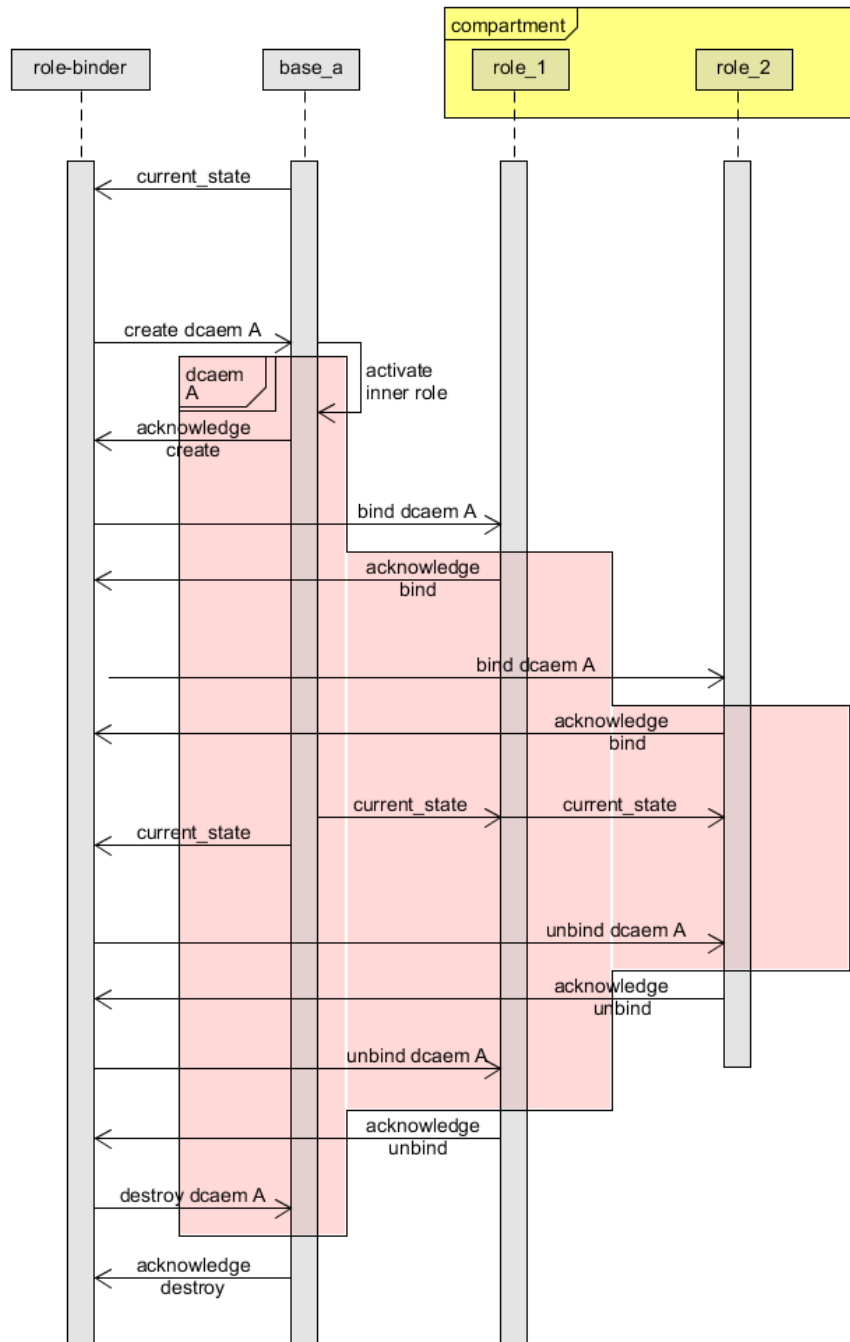 compartment
role-binder
base_a
role_1
role_2
current_state
create dcaem A
activate
inner role
dcaem
A
acknowledge
create
bind dcaem A
acknowledge
bind
bind dcaem A
acknowledge
bind
current_state
current_state
current_state
unbind dcaem A
acknowledge
unbind
unbind dcaem A
acknowledge
unbind
destroy dcaem A
acknowledge
destroy